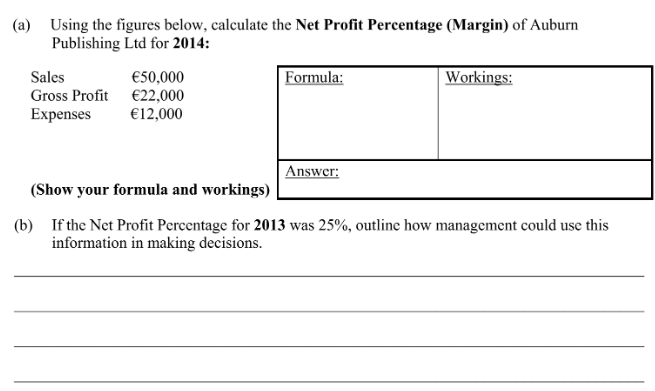 (a) Using the figures below, calculate the Net Profit Percentage (Margin) of Auburn
Publishing Ltd for 2014:
Sales €50,000
Gross Profit €22,000
Expenses €12,000
(Show your formula and workings)
Formula:
Workings:
Answer:
(b) If the Net Profit Percentage for 2013 was 25%, outline how management could use this
information in making decisions.